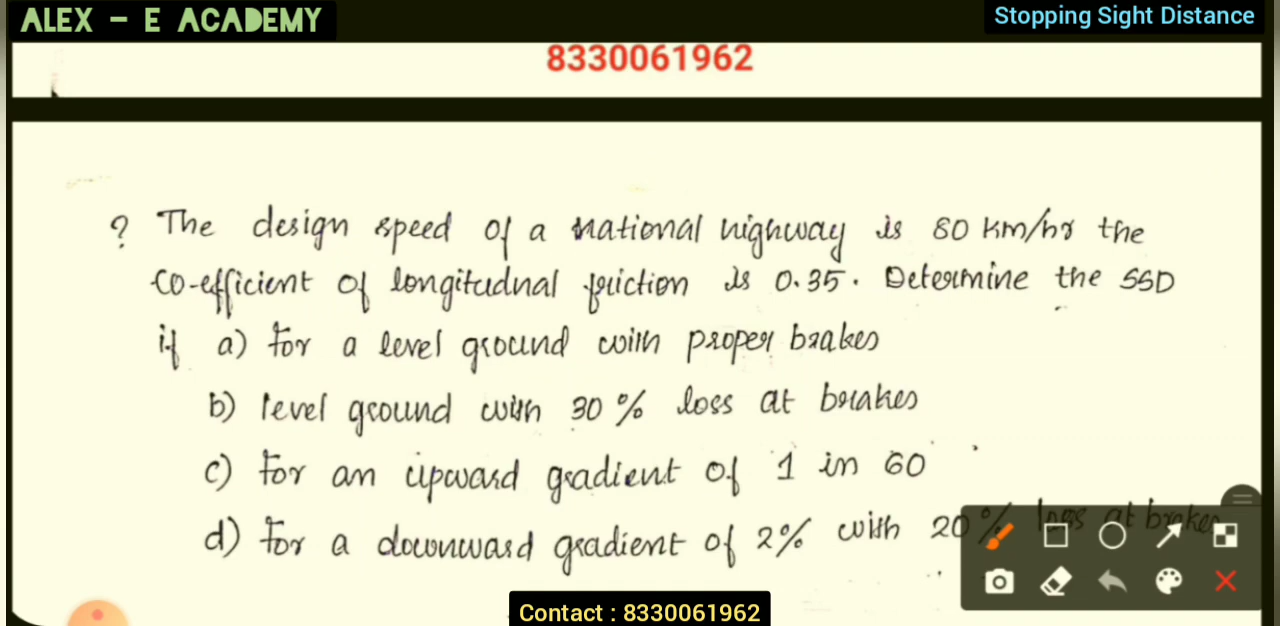 ALEX - E ACADEMY
Stopping Sight Distance
8330061962
? The design speed of a national highway is 80 km/hr the
co-efficient of longitudnal friction is 0.35. Determine the SSD
if a) for a level ground with proper brakes
b) level ground with 30 % loss at brakes
c) for an upward gradient of 1 in 60
d) for a downward gradient of 2% with 20% loss at brakes
Contact : 8330061962